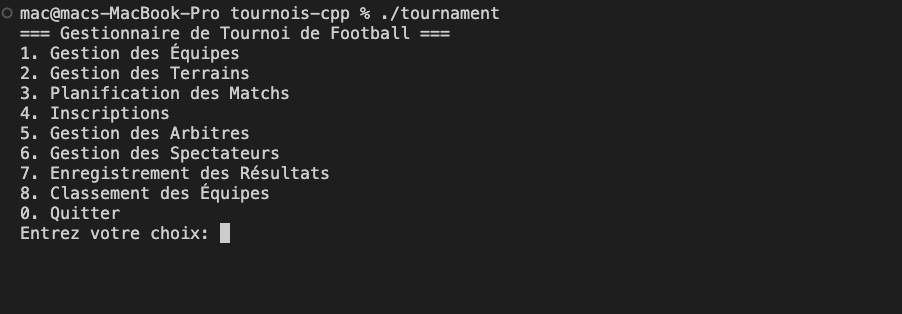 mac@macs-MacBook-Pro tournois-cpp % ./tournament
=== Gestionnaire de Tournoi de Football ===
1. Gestion des Équipes
2. Gestion des Terrains
3. Planification des Matchs
4. Inscriptions
5. Gestion des Arbitres
6. Gestion des Spectateurs
7. Enregistrement des Résultats
8. Classement des Équipes
0. Quitter
Entrez votre choix: